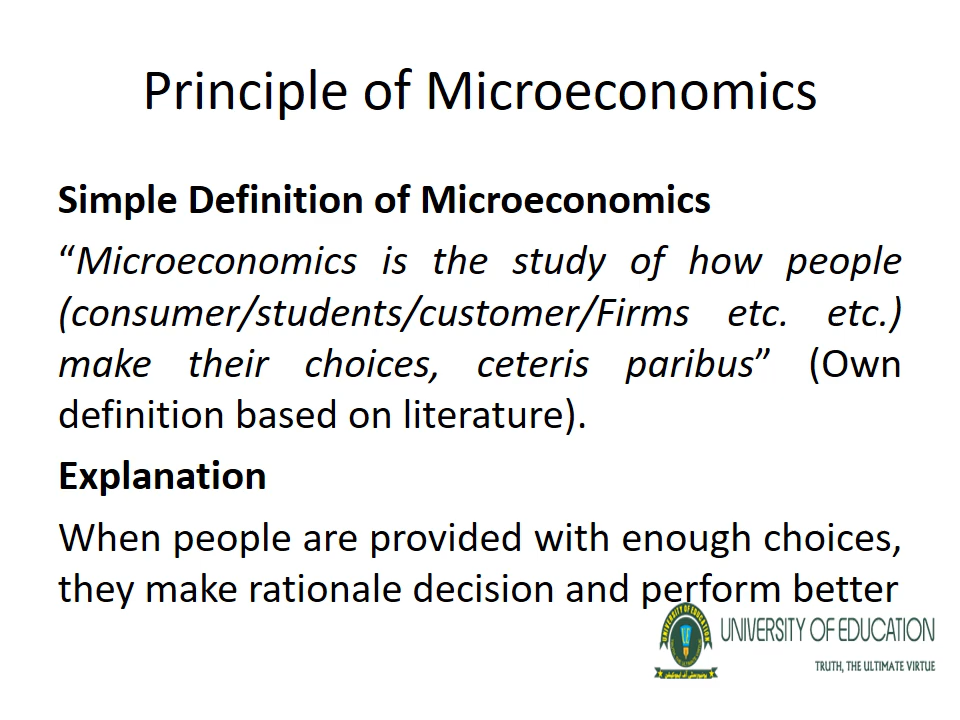 Principle of Microeconomics
Simple Definition of Microeconomics
“Microeconomics is the study of how people
(consumer/students/customer/Firms etc. etc.)
make their choices, ceteris paribus” (Own
definition based on literature).
Explanation
When people are provided with enough choices,
they make rationale decision and perform better
UNIVERSITY OF EDUCATION
TRUTH, THE ULTIMATE VIRTUE